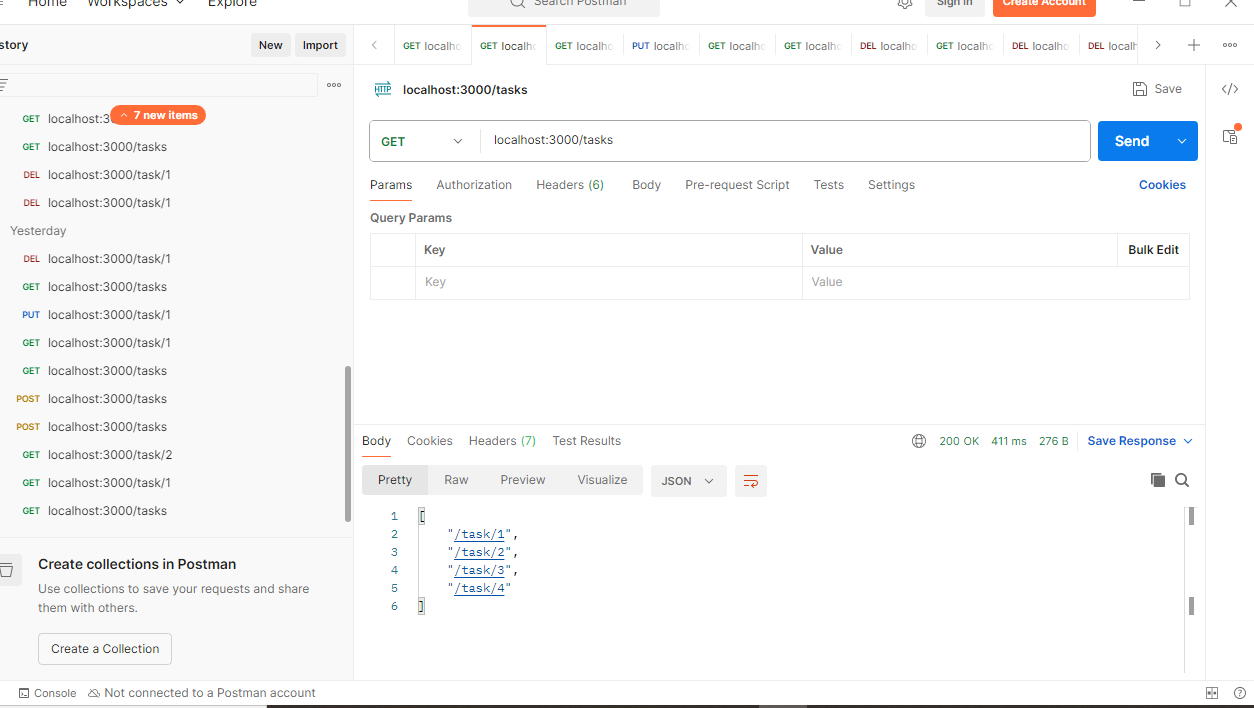 Home Workspaces Explore Search Postman Sign In Create Account
story New Import
GET localho GET localho GET localho PUT localho GET localho GET localho DEL localho GET localho DEL localho DEL localh
HTTP localhost:3000/tasks Save
7 new items
GET localhost:3
GET localhost:3000/tasks
DEL localhost:3000/task/1
DEL localhost:3000/task/1
Yesterday
DEL localhost:3000/task/1
GET localhost:3000/tasks
PUT localhost:3000/task/1
GET localhost:3000/task/1
GET localhost:3000/tasks
POST localhost:3000/tasks
POST localhost:3000/tasks
GET localhost:3000/task/2
GET localhost:3000/task/1
GET localhost:3000/tasks
Create collections in Postman
Use collections to save your requests and share
them with others.
Create a Collection
GET localhost:3000/tasks Send
Params Authorization Headers (6) Body Pre-request Script Tests Settings Cookies
Query Params
Key Value Bulk Edit
Key Value
Body Cookies Headers (7) Test Results 200 OK 411 ms 276 B Save Response
Pretty Raw Preview Visualize JSON
1 [
2 "/task/1",
3 "/task/2",
4 "/task/3",
5 "/task/4"
6 ]
Console Not connected to a Postman account